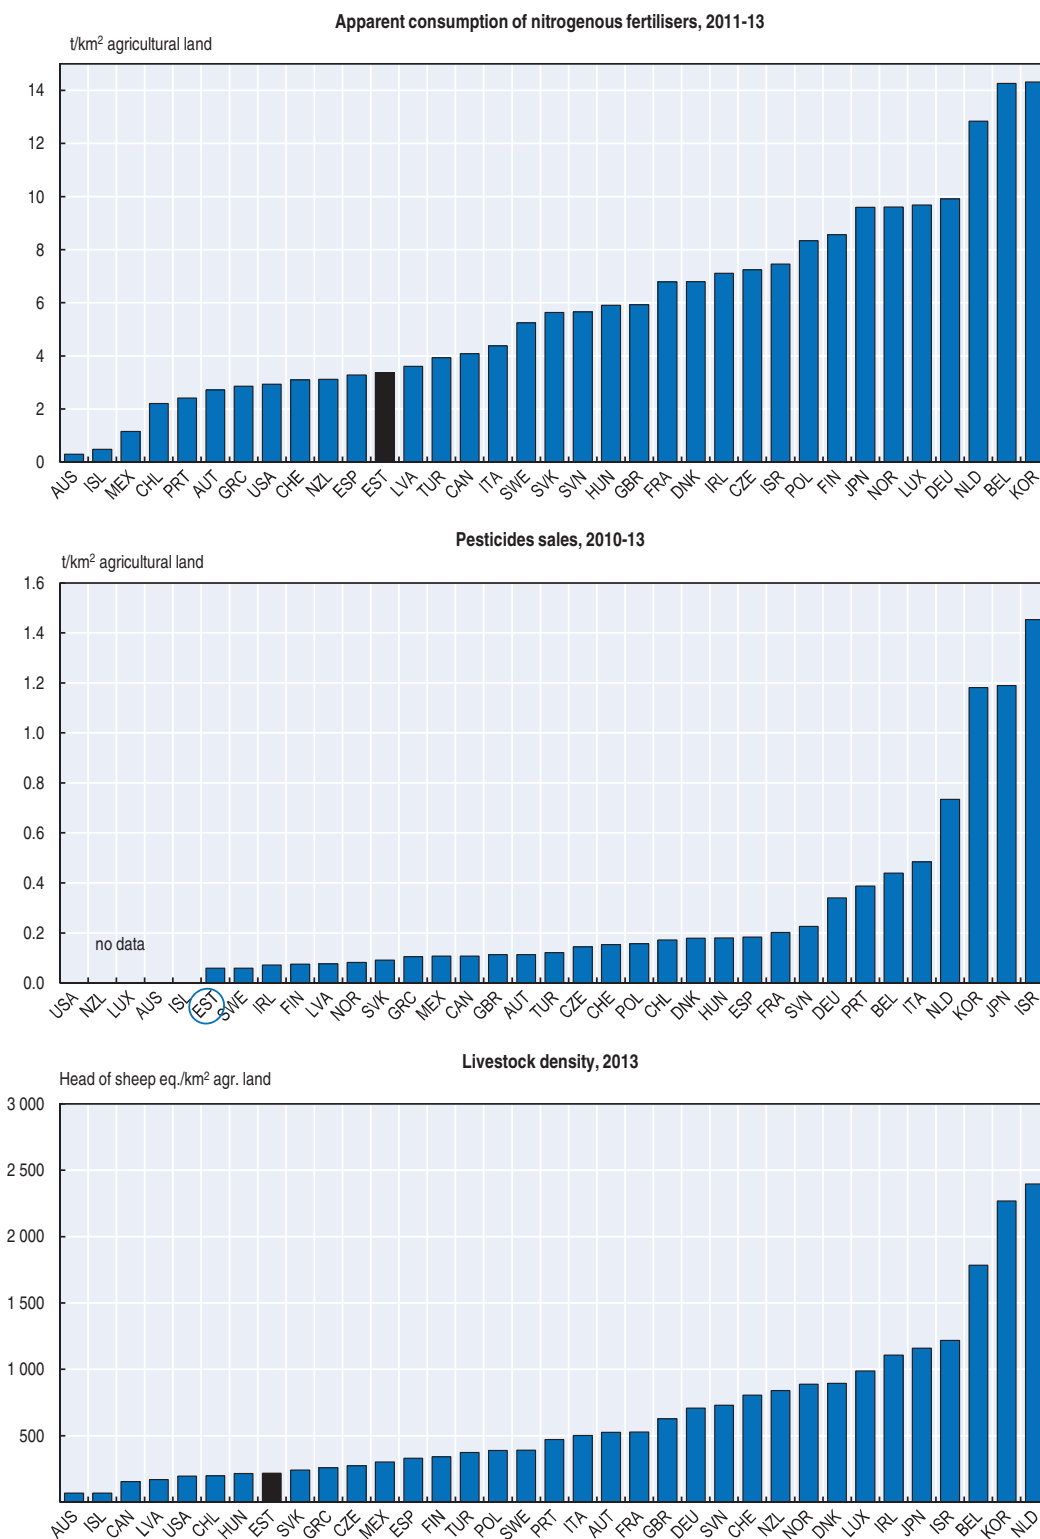 Apparent consumption of nitrogenous fertilisers, 2011-13
t/km² agricultural land
14
12
10
8
6
4
2
0
AUS ISL MEX CHL PRT AUT GRC USA CHE NZL ESP EST LVA TUR CAN ITA SWE SVK SVN HUN GBR FRA DNK IRL CZE ISR POL FIN JPN NOR LUX DEU NLD BEL KOR
Pesticides sales, 2010-13
t/km² agricultural land
1.6
1.4
1.2
1.0
0.8
0.6
0.4
0.2
no data
0.0
USA NZL LUX AUS ISL EST SWE IRL FIN LVA NOR SVK GRC MEX CAN GBR AUT TUR CZE CHE POL CHL DNK HUN ESP FRA SVN DEU PRT BEL ITA NLD KOR JPN ISR
Livestock density, 2013
Head of sheep eq./km² agr. land
3 000
2 500
2 000
1 500
1 000
500
AUS ISL CAN LVA USA CHL HUN EST SVK GRC CZE MEX ESP FIN TUR POL SWE PRT ITA AUT FRA GBR DEU SVN CHE NZL NOR DNK LUX IRL JPN ISR BEL KOR NLD